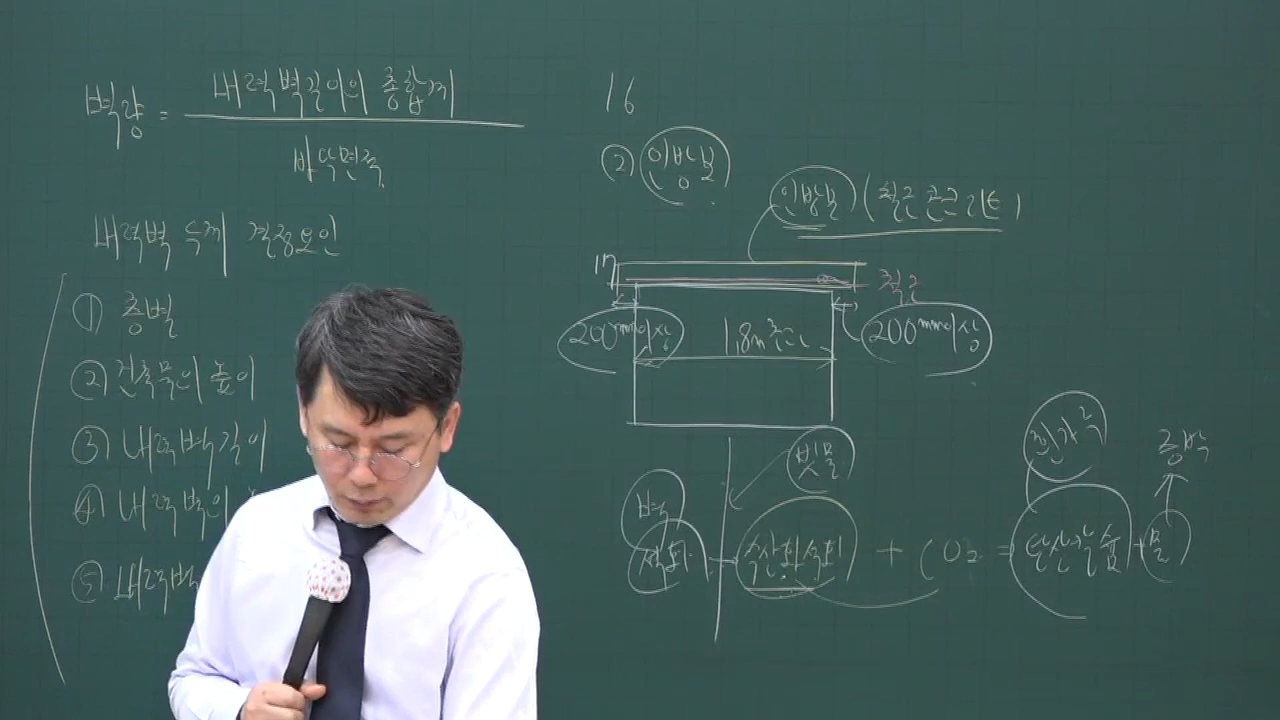 벽량 = 내력벽길이의 총합계
바닥면적
내력벽 두께 결정요인
① 층별
② 건축물의 높이
③ 내력벽길이
④ 내력벽의
⑤ 내력벽
16
② 인방보
인방보 (철근콘크리트)
철근
200mm이상
1.8m초과
200mm이상
빗물
벽
백화
수산화석회 + CO₂ = 탄산칼슘 + 물
흰가루
증발